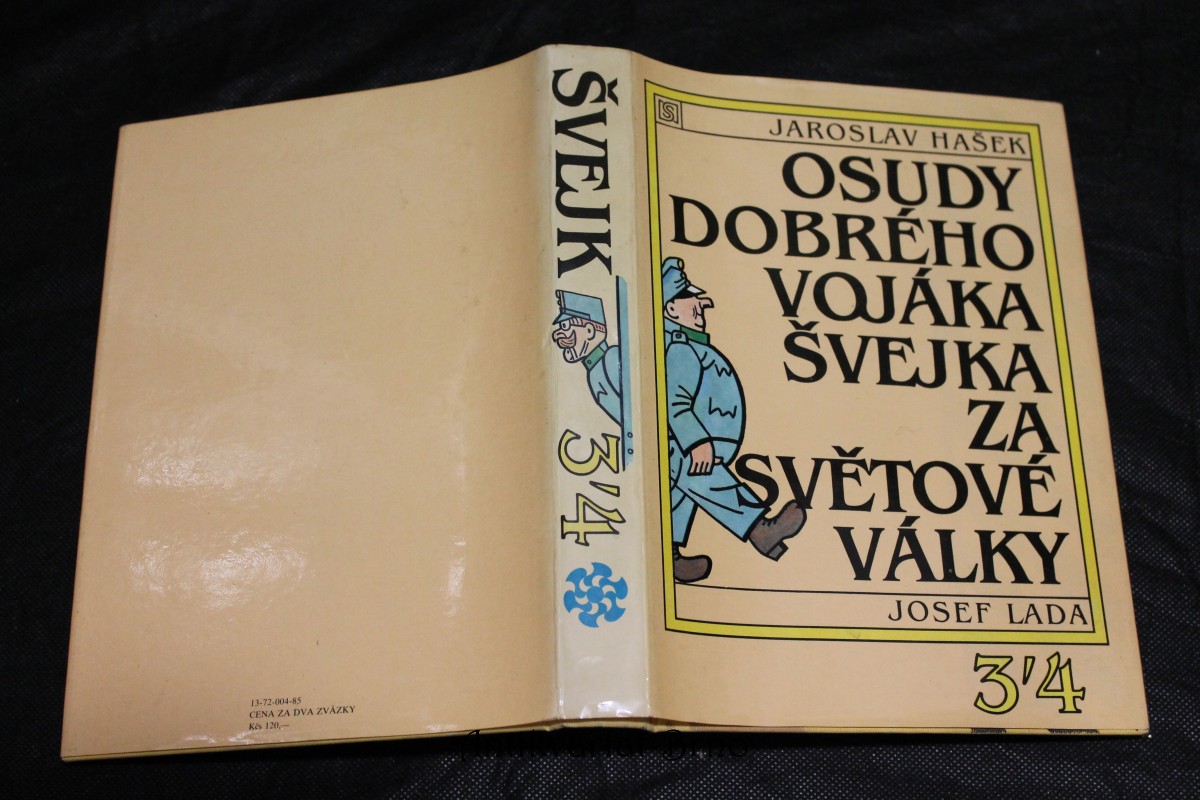 JAROSLAV HAŠEK
OSUDY
DOBRÉHO
VOJÁKA
ŠVEJKA
ZA
SVĚTOVÉ
VÁLKY
JOSEF LADA
3'4
ŠVEJK
3'4
13-72-004-85
CENA ZA DVA ZVÁZKY
Kčs 120,—